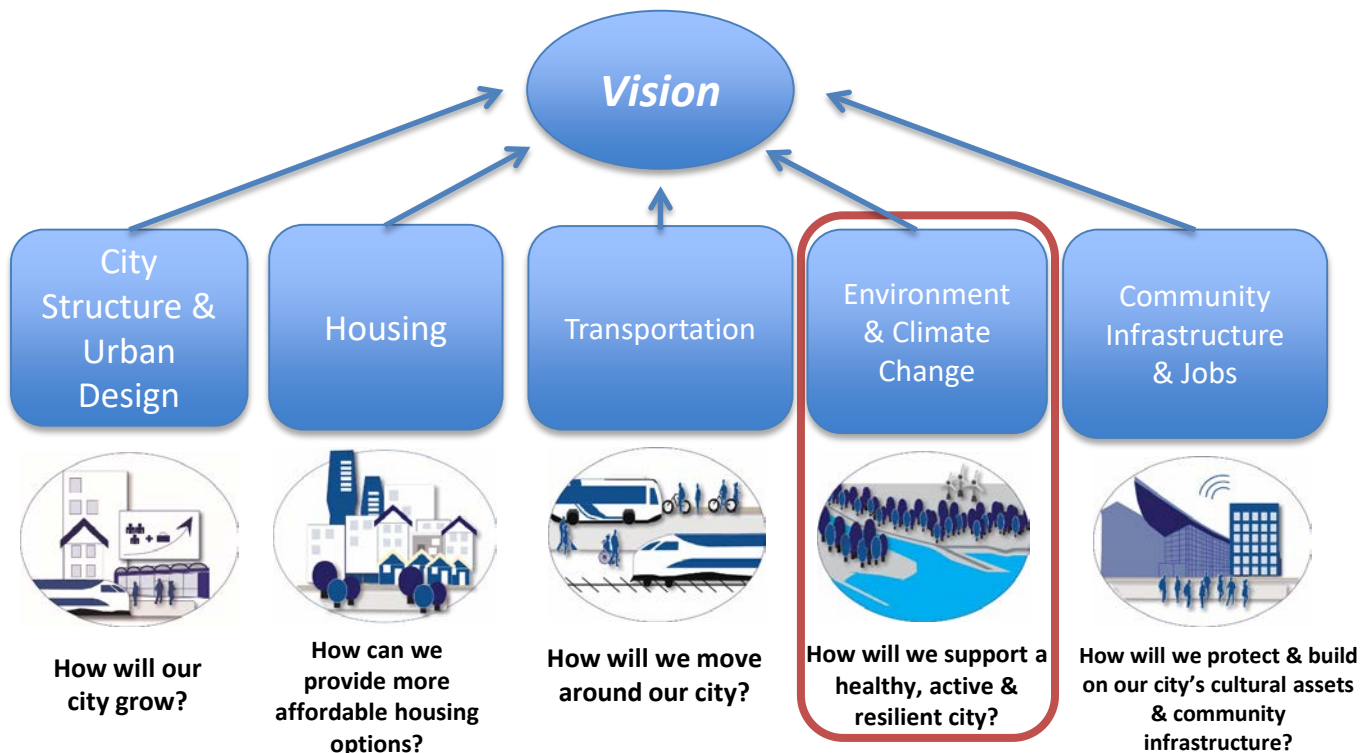 Vision
City
Structure &
Urban
Design
Housing
Transportation
Environment
& Climate
Change
Community
Infrastructure
& Jobs
How will our
city grow?
How can we
provide more
affordable housing
options?
How will we move
around our city?
How will we support a
healthy, active &
resilient city?
How will we protect & build
on our city’s cultural assets
& community
infrastructure?